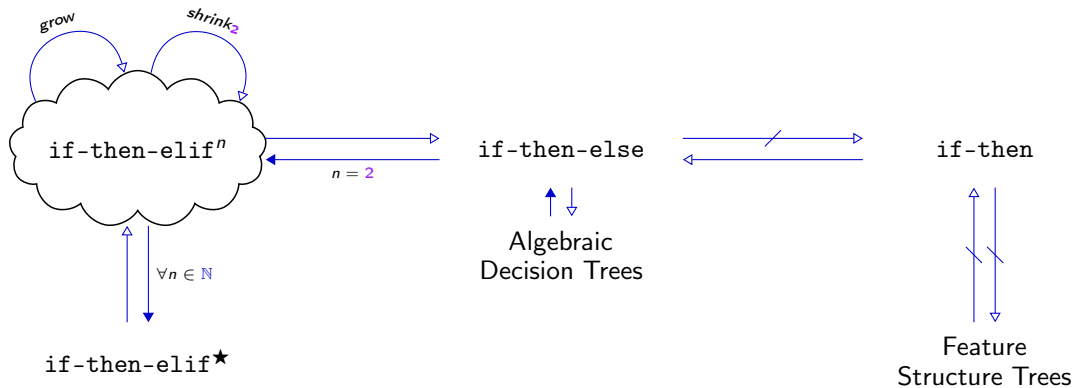 grow
shrink₂
if-then-elifⁿ
if-then-else
if-then
n = 2
Algebraic
Decision Trees
∀n ∈ ℕ
if-then-elif★
Feature
Structure Trees